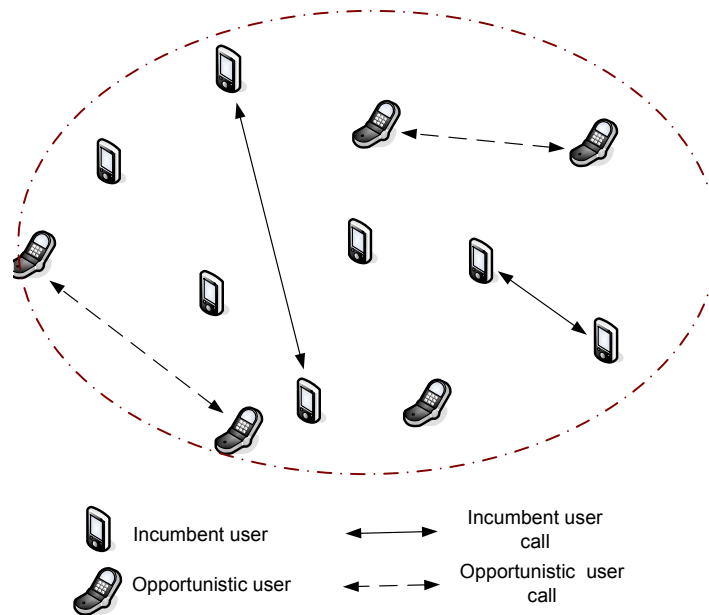 Incumbent user
Incumbent user
call
Opportunistic user
Opportunistic user
call